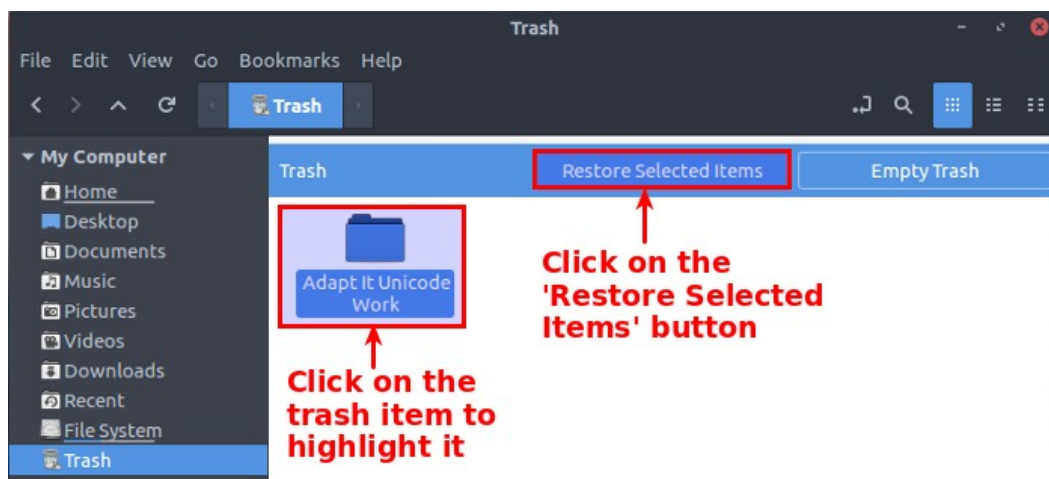 Trash
File Edit View Go Bookmarks Help
Trash
My Computer
Home
Desktop
Documents
Music
Pictures
Videos
Downloads
Recent
File System
Trash
Trash
Restore Selected Items
Empty Trash
Adapt It Unicode
Work
Click on the
trash item to
highlight it
Click on the
'Restore Selected
Items' button